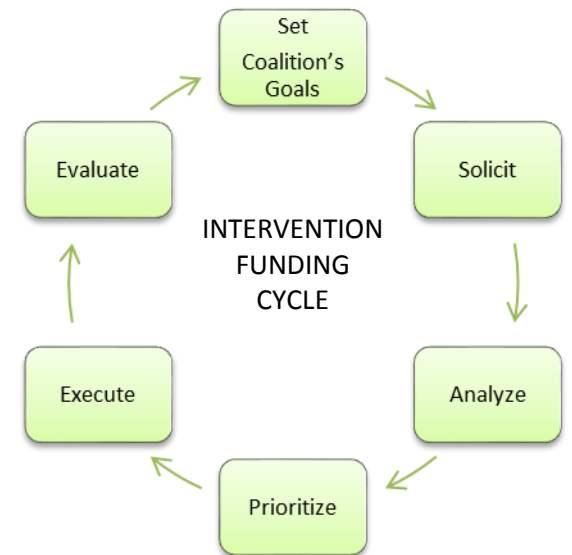 Set
Coalition's
Goals
Solicit
Analyze
Prioritize
Execute
Evaluate
INTERVENTION
FUNDING
CYCLE